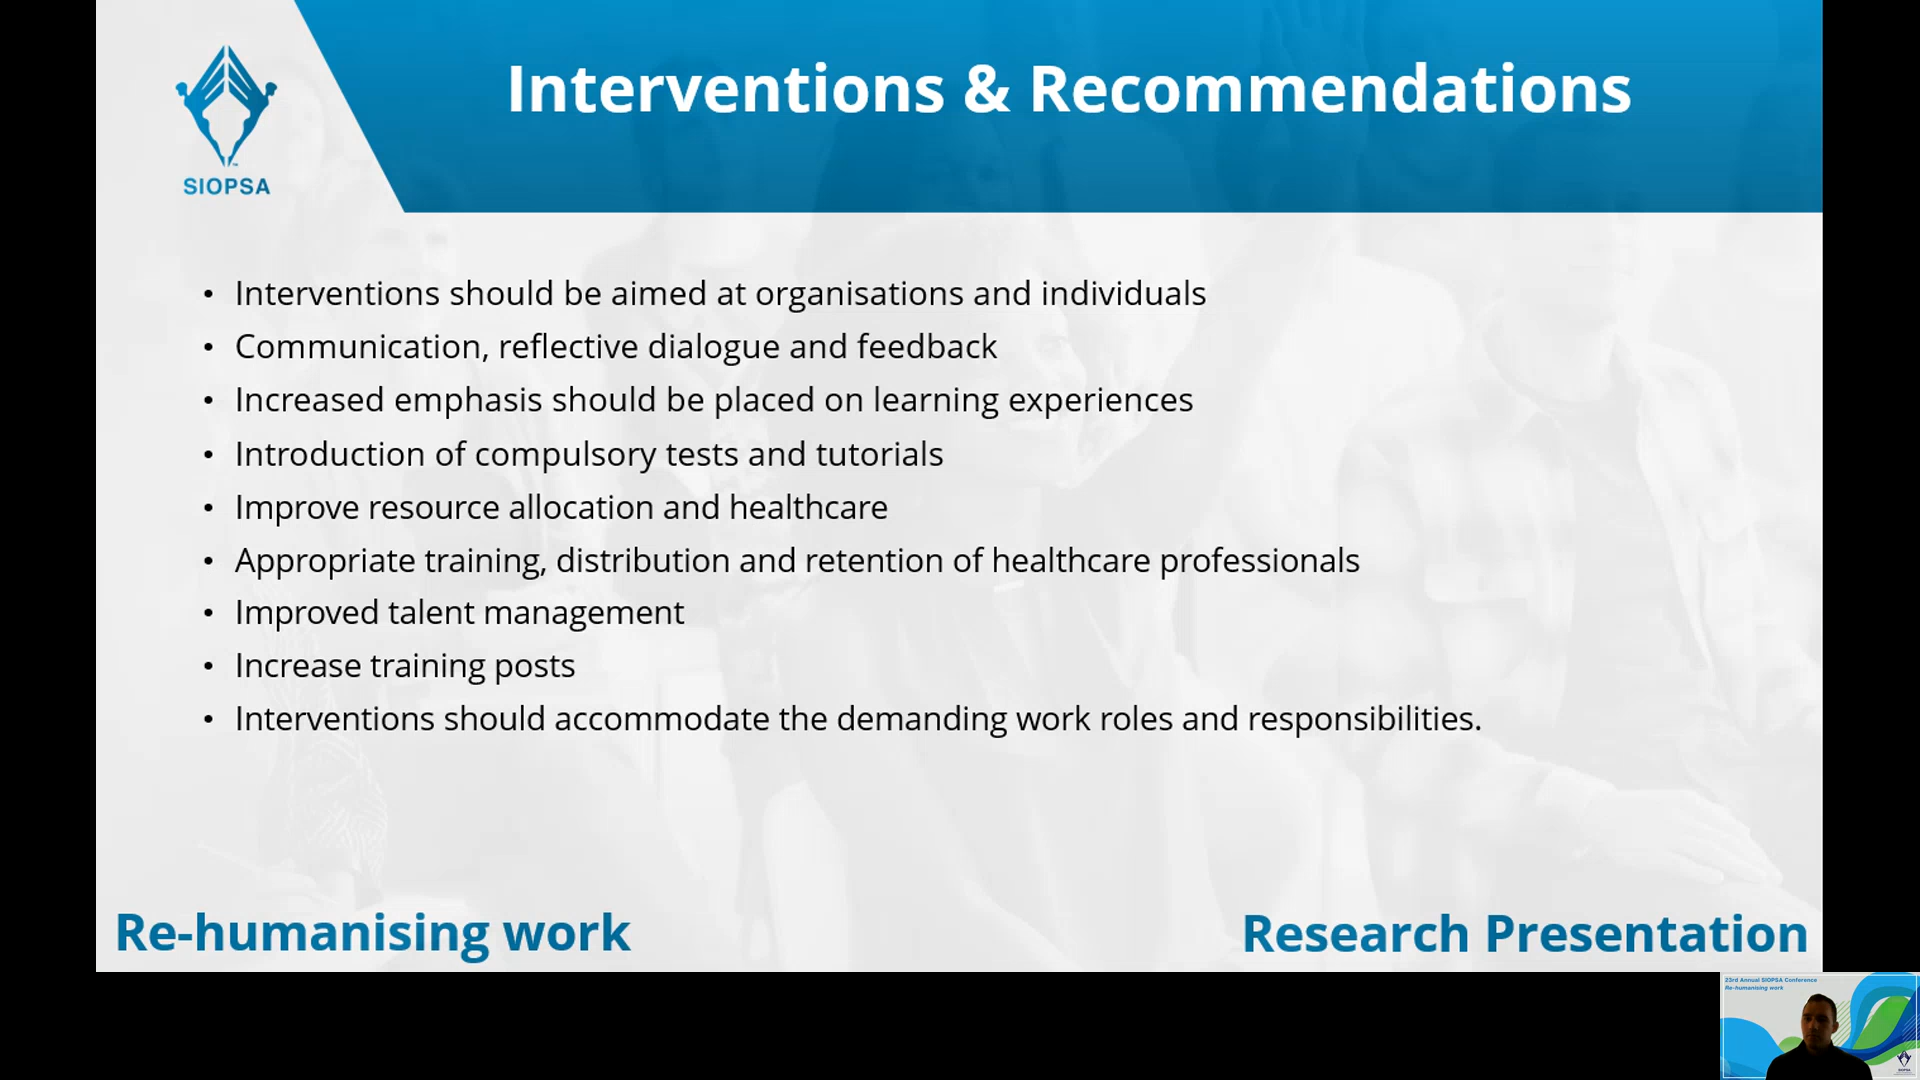 SIOPSA
Interventions & Recommendations
• Interventions should be aimed at organisations and individuals
• Communication, reflective dialogue and feedback
• Increased emphasis should be placed on learning experiences
• Introduction of compulsory tests and tutorials
• Improve resource allocation and healthcare
• Appropriate training, distribution and retention of healthcare professionals
• Improved talent management
• Increase training posts
• Interventions should accommodate the demanding work roles and responsibilities.
Re-humanising work
Research Presentation
23rd Annual SIOPSA Conference
Re-humanising work
SIOPSA